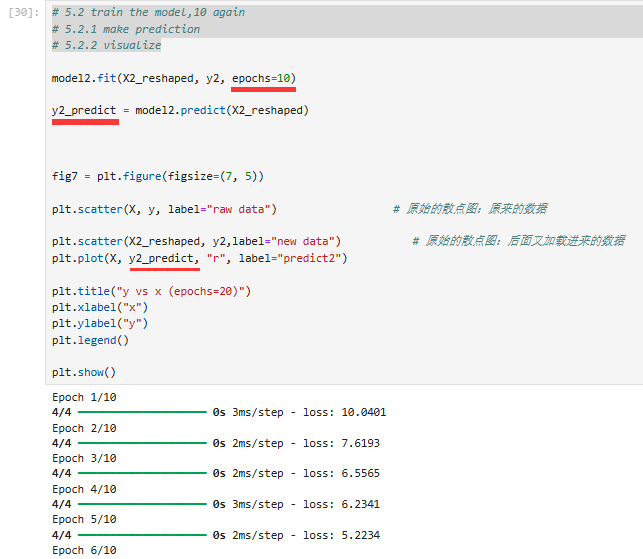 [30]: # 5.2 train the model,10 again
# 5.2.1 make prediction
# 5.2.2 visualize
model2.fit(X2_reshaped, y2, epochs=10)
y2_predict = model2.predict(X2_reshaped)
fig7 = plt.figure(figsize=(7, 5))
plt.scatter(X, y, label="raw data") # 原始的散点图：原来的数据
plt.scatter(X2_reshaped, y2,label="new data") # 原始的散点图：后面又加载进来的数据
plt.plot(X, y2_predict, "r", label="predict2")
plt.title("y vs x (epochs=20)")
plt.xlabel("x")
plt.ylabel("y")
plt.legend()
plt.show()
Epoch 1/10
4/4 0s 3ms/step - loss: 10.0401
Epoch 2/10
4/4 0s 2ms/step - loss: 7.6193
Epoch 3/10
4/4 0s 2ms/step - loss: 6.5565
Epoch 4/10
4/4 0s 3ms/step - loss: 6.2341
Epoch 5/10
4/4 0s 2ms/step - loss: 5.2234
Epoch 6/10